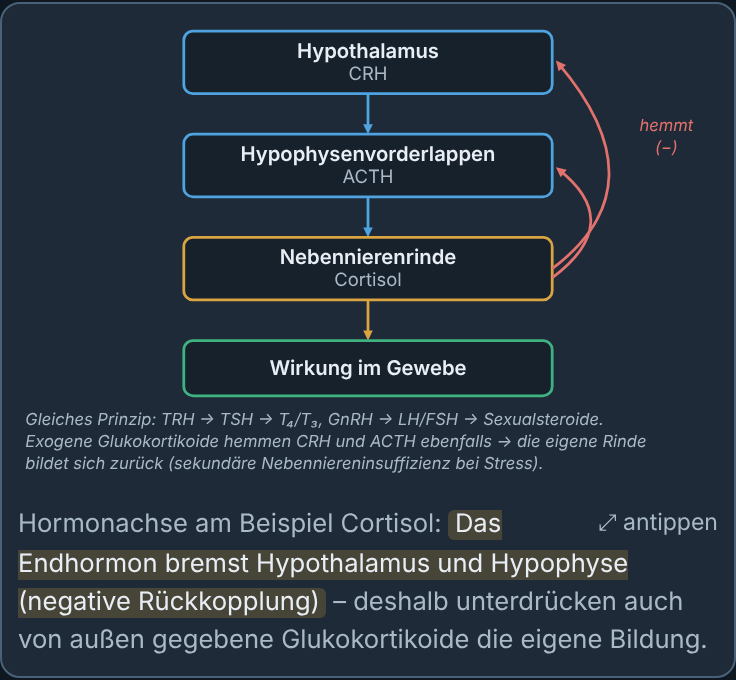 Hypothalamus
CRH
hemmt
(−)
Hypophysenvorderlappen
ACTH
Nebennierenrinde
Cortisol
Wirkung im Gewebe
Gleiches Prinzip: TRH → TSH → T₄/T₃, GnRH → LH/FSH → Sexualsteroide.
Exogene Glukokortikoide hemmen CRH und ACTH ebenfalls → die eigene Rinde
bildet sich zurück (sekundäre Nebenniereninsuffizienz bei Stress).
Hormonachse am Beispiel Cortisol: Das
⤢ antippen
Endhormon bremst Hypothalamus und Hypophyse
(negative Rückkopplung) – deshalb unterdrücken auch
von außen gegebene Glukokortikoide die eigene Bildung.